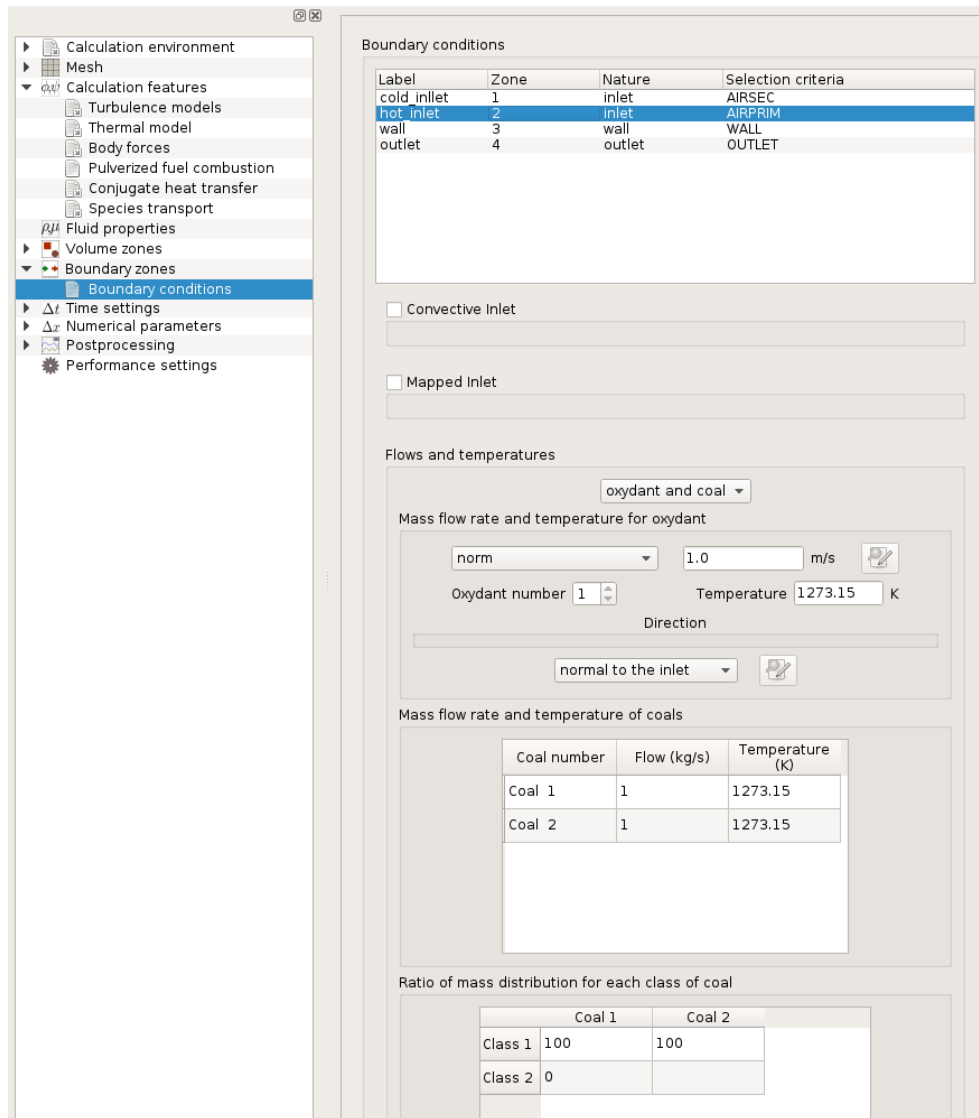 Calculation environment
Mesh
ϕαψ Calculation features
Turbulence models
Thermal model
Body forces
Pulverized fuel combustion
Conjugate heat transfer
Species transport
ρμ Fluid properties
Volume zones
Boundary zones
Boundary conditions
Δt Time settings
Δx Numerical parameters
Postprocessing
Performance settings
Boundary conditions
Label Zone Nature Selection criteria
cold_inllet 1 inlet AIRSEC
hot_inlet 2 inlet AIRPRIM
wall 3 wall WALL
outlet 4 outlet OUTLET
Convective Inlet
Mapped Inlet
Flows and temperatures
oxydant and coal
Mass flow rate and temperature for oxydant
norm 1.0 m/s
Oxydant number 1 Temperature 1273.15 K
Direction
normal to the inlet
Mass flow rate and temperature of coals
Coal number Flow (kg/s) Temperature
(K)
Coal 1 1 1273.15
Coal 2 1 1273.15
Ratio of mass distribution for each class of coal
Coal 1 Coal 2
Class 1 100 100
Class 2 0